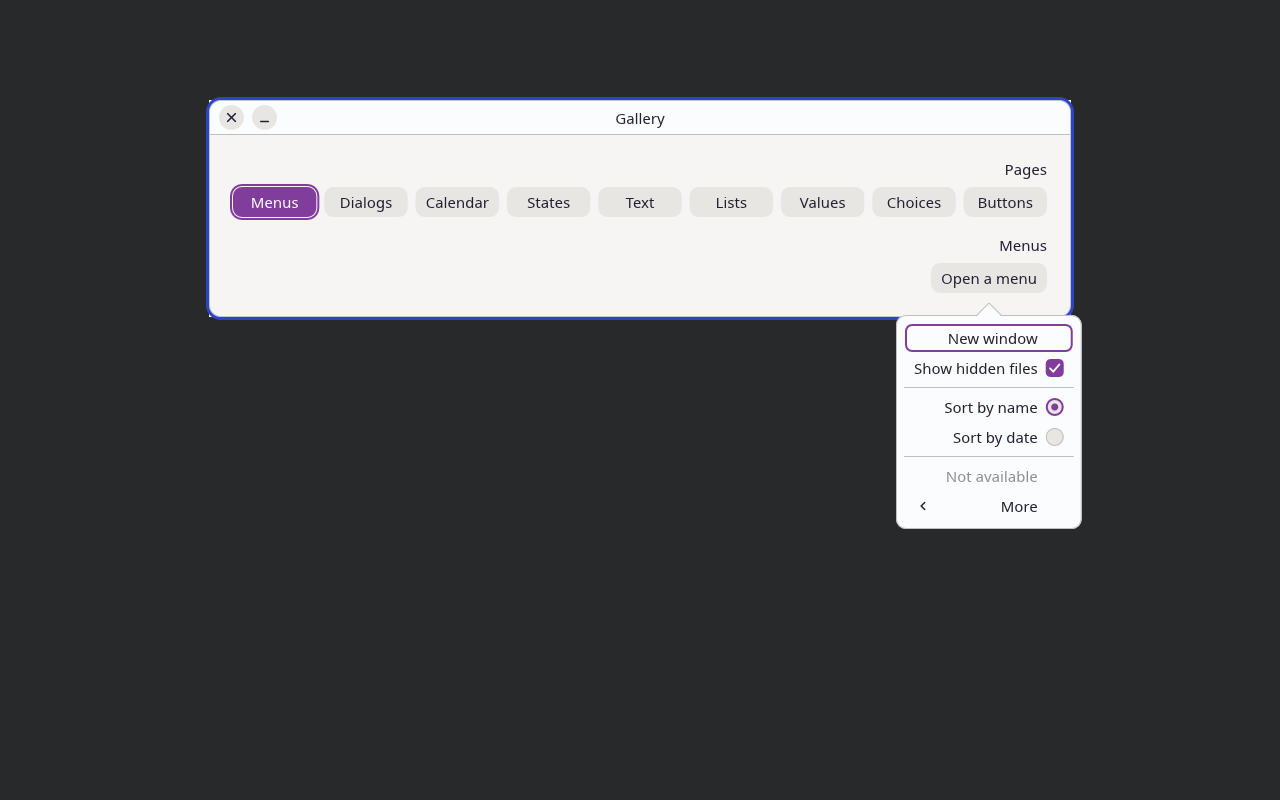 Gallery
Pages
Menus Dialogs Calendar States Text Lists Values Choices Buttons
Menus
Open a menu
New window
Show hidden files
Sort by name
Sort by date
Not available
More